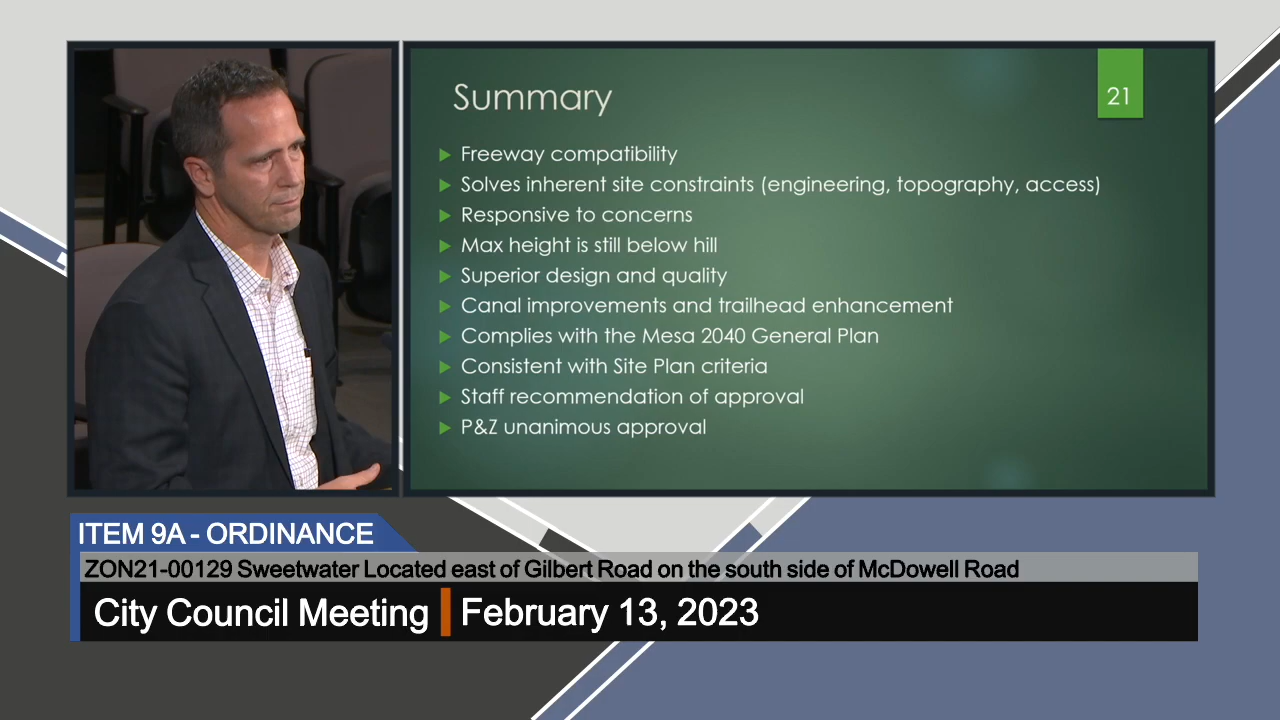 Summary
21
Freeway compatibility
Solves inherent site constraints (engineering, topography, access)
Responsive to concerns
Max height is still below hill
Superior design and quality
Canal improvements and trailhead enhancement
Complies with the Mesa 2040 General Plan
Consistent with Site Plan criteria
Staff recommendation of approval
P&Z unanimous approval
ITEM 9A - ORDINANCE
ZON21-00129 Sweetwater Located east of Gilbert Road on the south side of McDowell Road
City Council Meeting
February 13, 2023